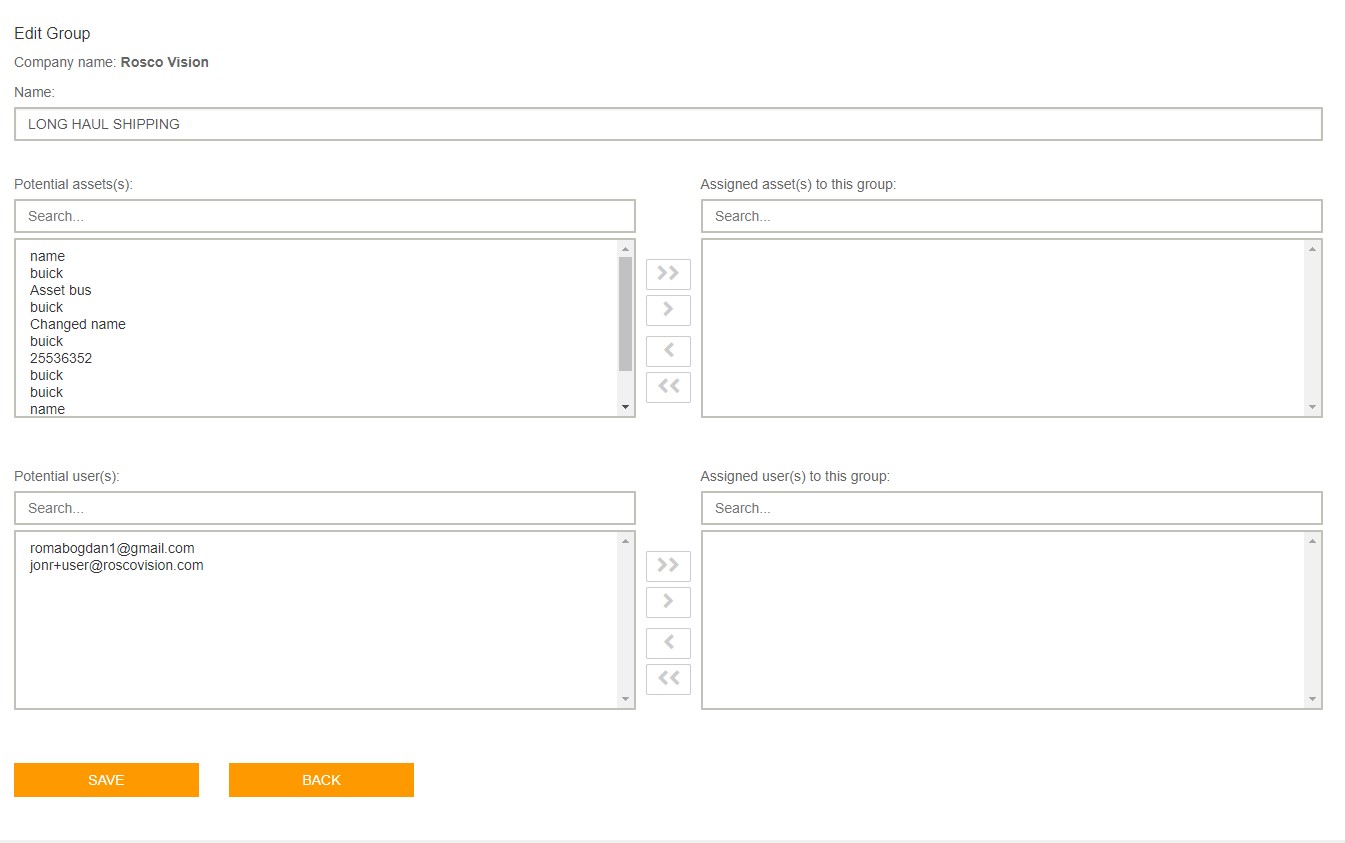 Edit Group
Company name: Rosco Vision
Name:
LONG HAUL SHIPPING
Potential assets(s):
Search...
name
buick
Asset bus
buick
Changed name
buick
25536352
buick
buick
name
Assigned asset(s) to this group:
Search...
Potential user(s):
Search...
romabogdan1@gmail.com
jonr+user@roscovision.com
Assigned user(s) to this group:
Search...
SAVE
BACK